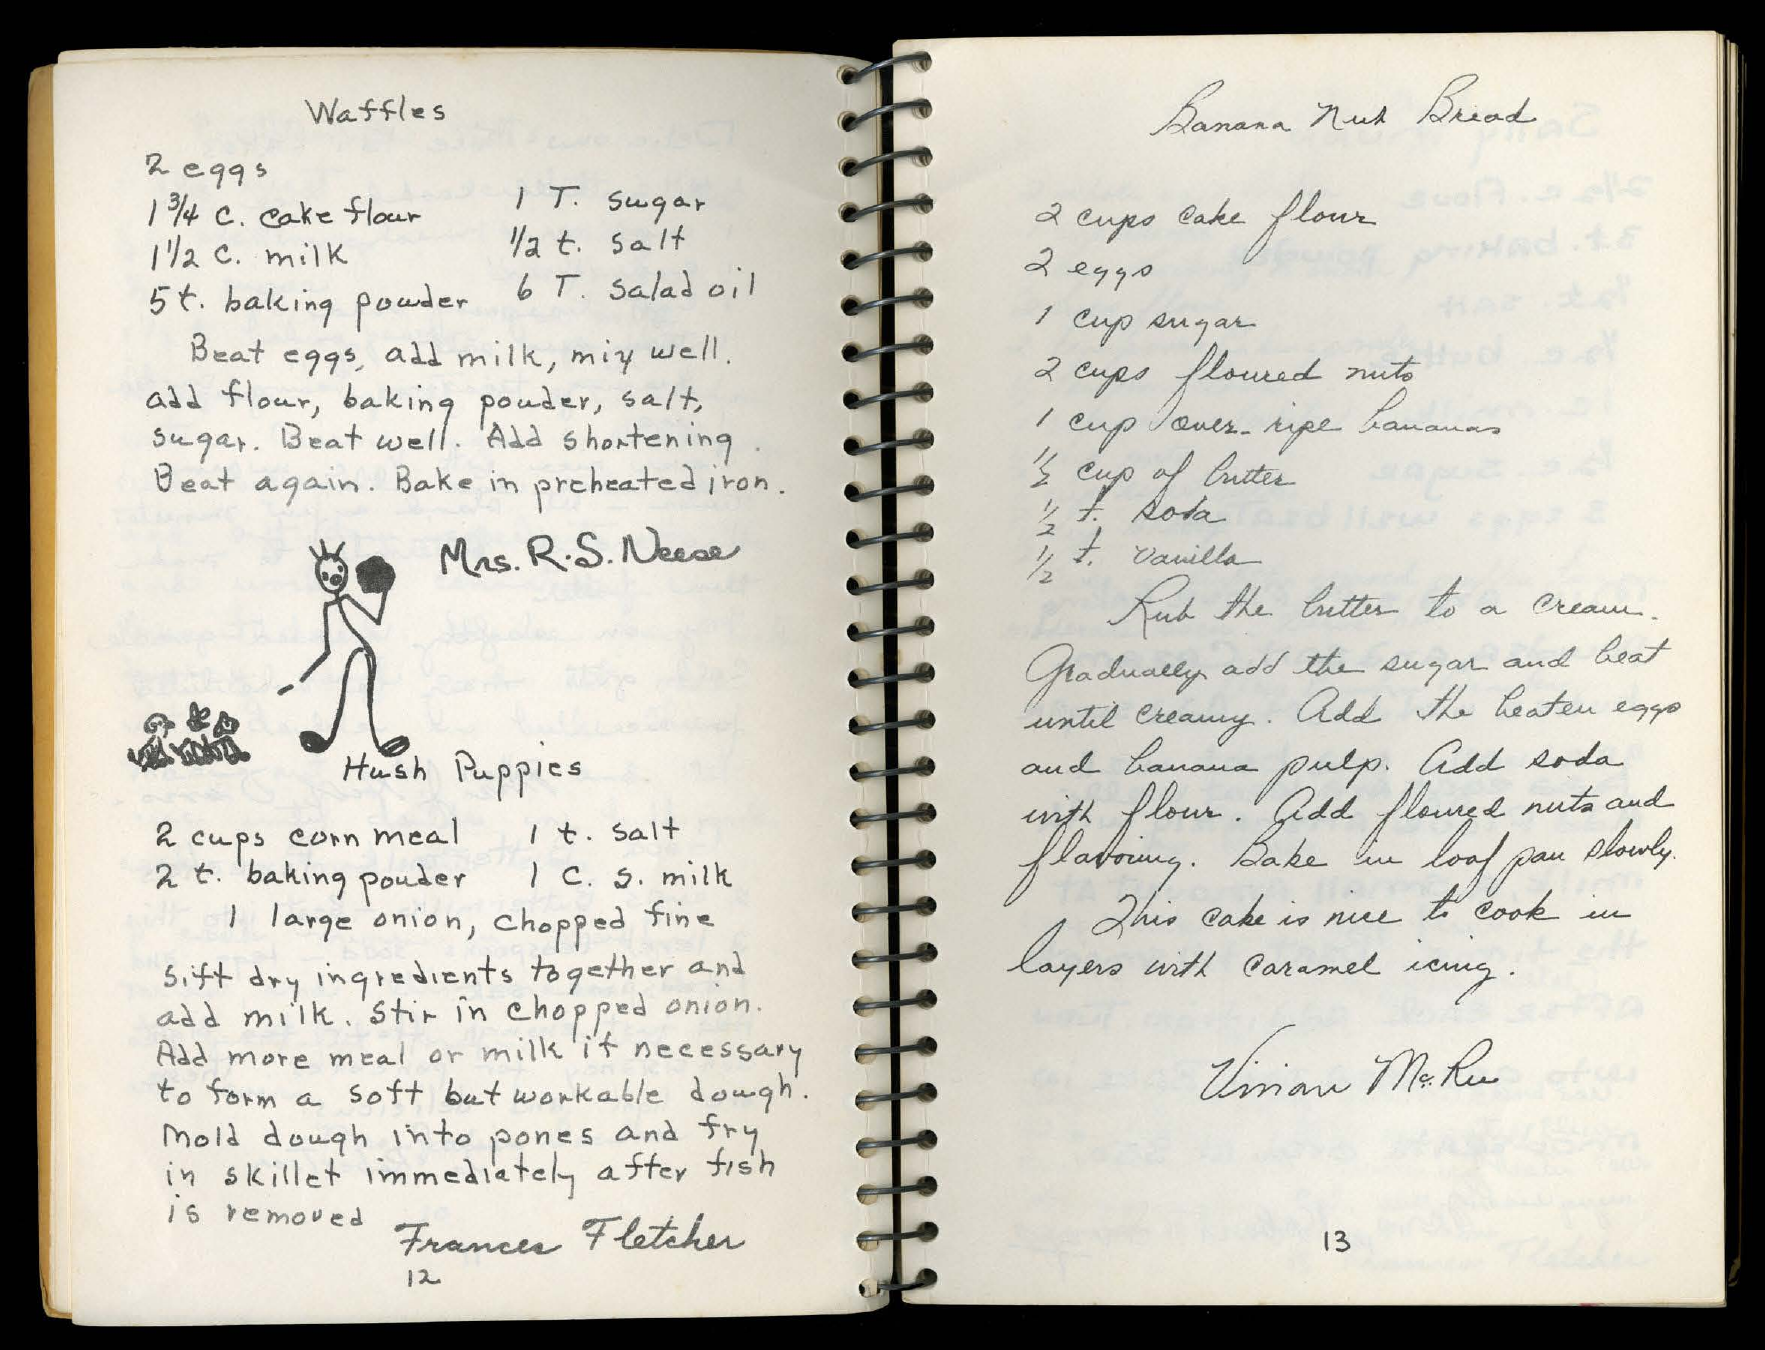 Waffles
2 eggs
1 3/4 c. cake flour
1 1/2 c. milk
5 t. baking powder
1 T. sugar
1/2 t. salt
6 T. salad oil
Beat eggs, add milk, mix well.
add flour, baking powder, salt,
sugar. Beat well. Add shortening.
Beat again. Bake in preheated iron.
Mrs. R. S. Neese
Hush Puppies
2 cups corn meal
2 t. baking powder
1 t. salt
1 C. S. milk
1 large onion, chopped fine
Sift dry ingredients together and
add milk. Stir in chopped onion.
Add more meal or milk if necessary
to form a soft but workable dough.
Mold dough into pones and fry
in skillet immediately after fish
is removed
Frances Fletcher
12
Banana Nut Bread
2 cups cake flour
2 eggs
1 cup sugar
2 cups floured nuts
1 cup over-ripe bananas
1/2 cup of butter
1/2 t. soda
1/2 t. vanilla
Rub the butter to a cream.
Gradually add the sugar and beat
until creamy. Add the beaten eggs
and banana pulp. Add soda
with flour. Add floured nuts and
flavoring. Bake in loaf pan slowly.
This cake is nice to cook in
layers with caramel icing.
Vivian McRee
13